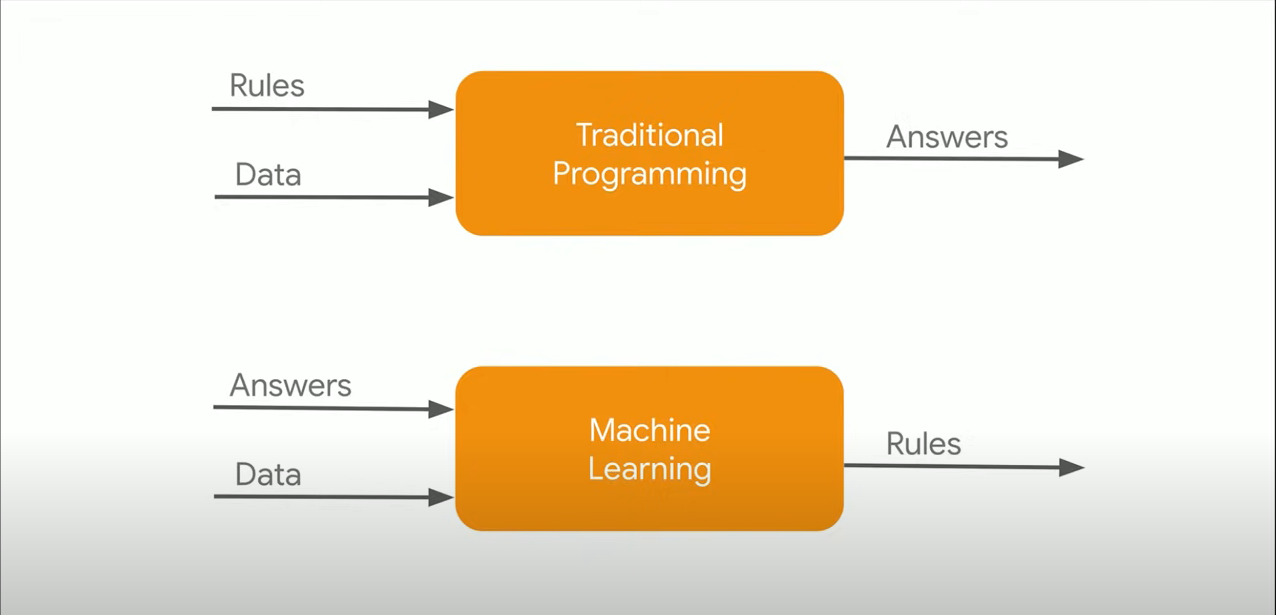 Rules
Data
Traditional
Programming
Answers
Answers
Data
Machine
Learning
Rules